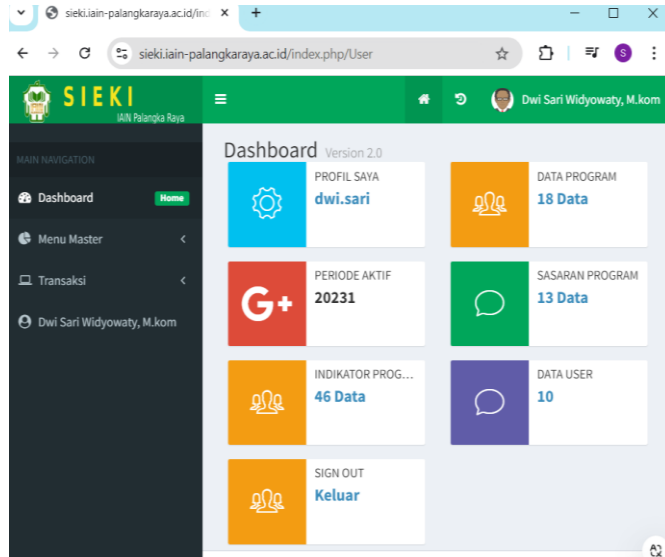 sieki.iain-palangkaraya.ac.id/ind
sieki.iain-palangkaraya.ac.id/index.php/User
S
SIEKI
IAIN Palangka Raya
Dwi Sari Widyowaty, M.kom
MAIN NAVIGATION
Dashboard Home
Menu Master
Transaksi
Dwi Sari Widyowaty, M.kom
Dashboard Version 2.0
PROFIL SAYA
dwi.sari
DATA PROGRAM
18 Data
G+
PERIODE AKTIF
20231
SASARAN PROGRAM
13 Data
INDIKATOR PROG...
46 Data
DATA USER
10
SIGN OUT
Keluar